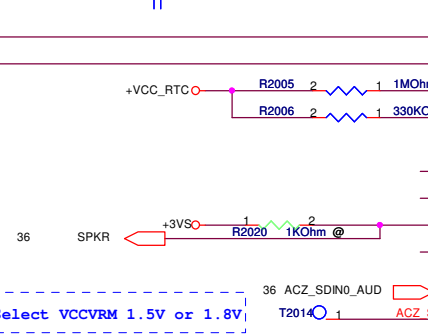 +VCC_RTC R2005 2 1 1MOh
R2006 2 1 330KO
+3VS 1 2
R2020 1KOhm @
36 SPKR
36 ACZ_SDIN0_AUD
Select VCCVRM 1.5V or 1.8V
T2014 1 ACZ_S